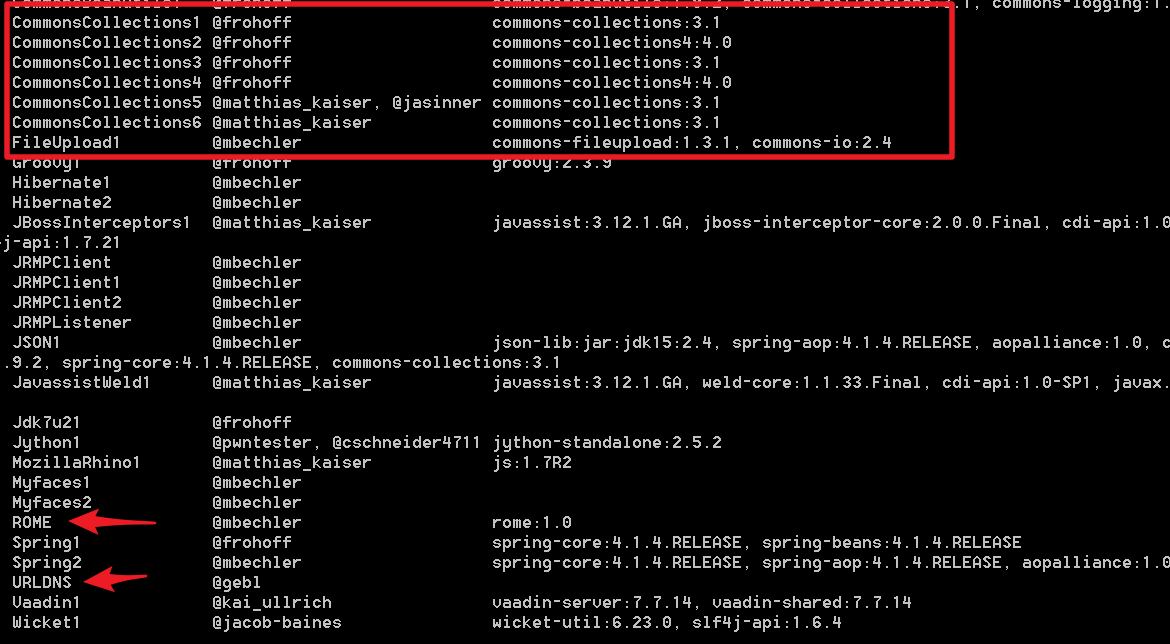 commons-logging:1.
CommonsCollections1 @frohoff commons-collections:3.1
CommonsCollections2 @frohoff commons-collections4:4.0
CommonsCollections3 @frohoff commons-collections:3.1
CommonsCollections4 @frohoff commons-collections4:4.0
CommonsCollections5 @matthias_kaiser, @jasinner commons-collections:3.1
CommonsCollections6 @matthias_kaiser commons-collections:3.1
FileUpload1 @mbechler commons-fileupload:1.3.1, commons-io:2.4
Groovy1 @frohoff groovy:2.3.9
Hibernate1 @mbechler
Hibernate2 @mbechler
JBossInterceptors1 @matthias_kaiser javassist:3.12.1.GA, jboss-interceptor-core:2.0.0.Final, cdi-api:1.0
-j-api:1.7.21
JRMPClient @mbechler
JRMPClient1 @mbechler
JRMPClient2 @mbechler
JRMPListener @mbechler
JSON1 @mbechler json-lib:jar:jdk15:2.4, spring-aop:4.1.4.RELEASE, aopalliance:1.0, c
.9.2, spring-core:4.1.4.RELEASE, commons-collections:3.1
JavassistWeld1 @matthias_kaiser javassist:3.12.1.GA, weld-core:1.1.33.Final, cdi-api:1.0-SP1, javax.
Jdk7u21 @frohoff
Jython1 @pwntester, @cschneider4711 jython-standalone:2.5.2
MozillaRhino1 @matthias_kaiser js:1.7R2
Myfaces1 @mbechler
Myfaces2 @mbechler
ROME @mbechler rome:1.0
Spring1 @frohoff spring-core:4.1.4.RELEASE, spring-beans:4.1.4.RELEASE
Spring2 @mbechler spring-core:4.1.4.RELEASE, spring-aop:4.1.4.RELEASE, aopalliance:1.0
URLDNS @gebl
Vaadin1 @kai_ullrich vaadin-server:7.7.14, vaadin-shared:7.7.14
Wicket1 @jacob-baines wicket-util:6.23.0, slf4j-api:1.6.4